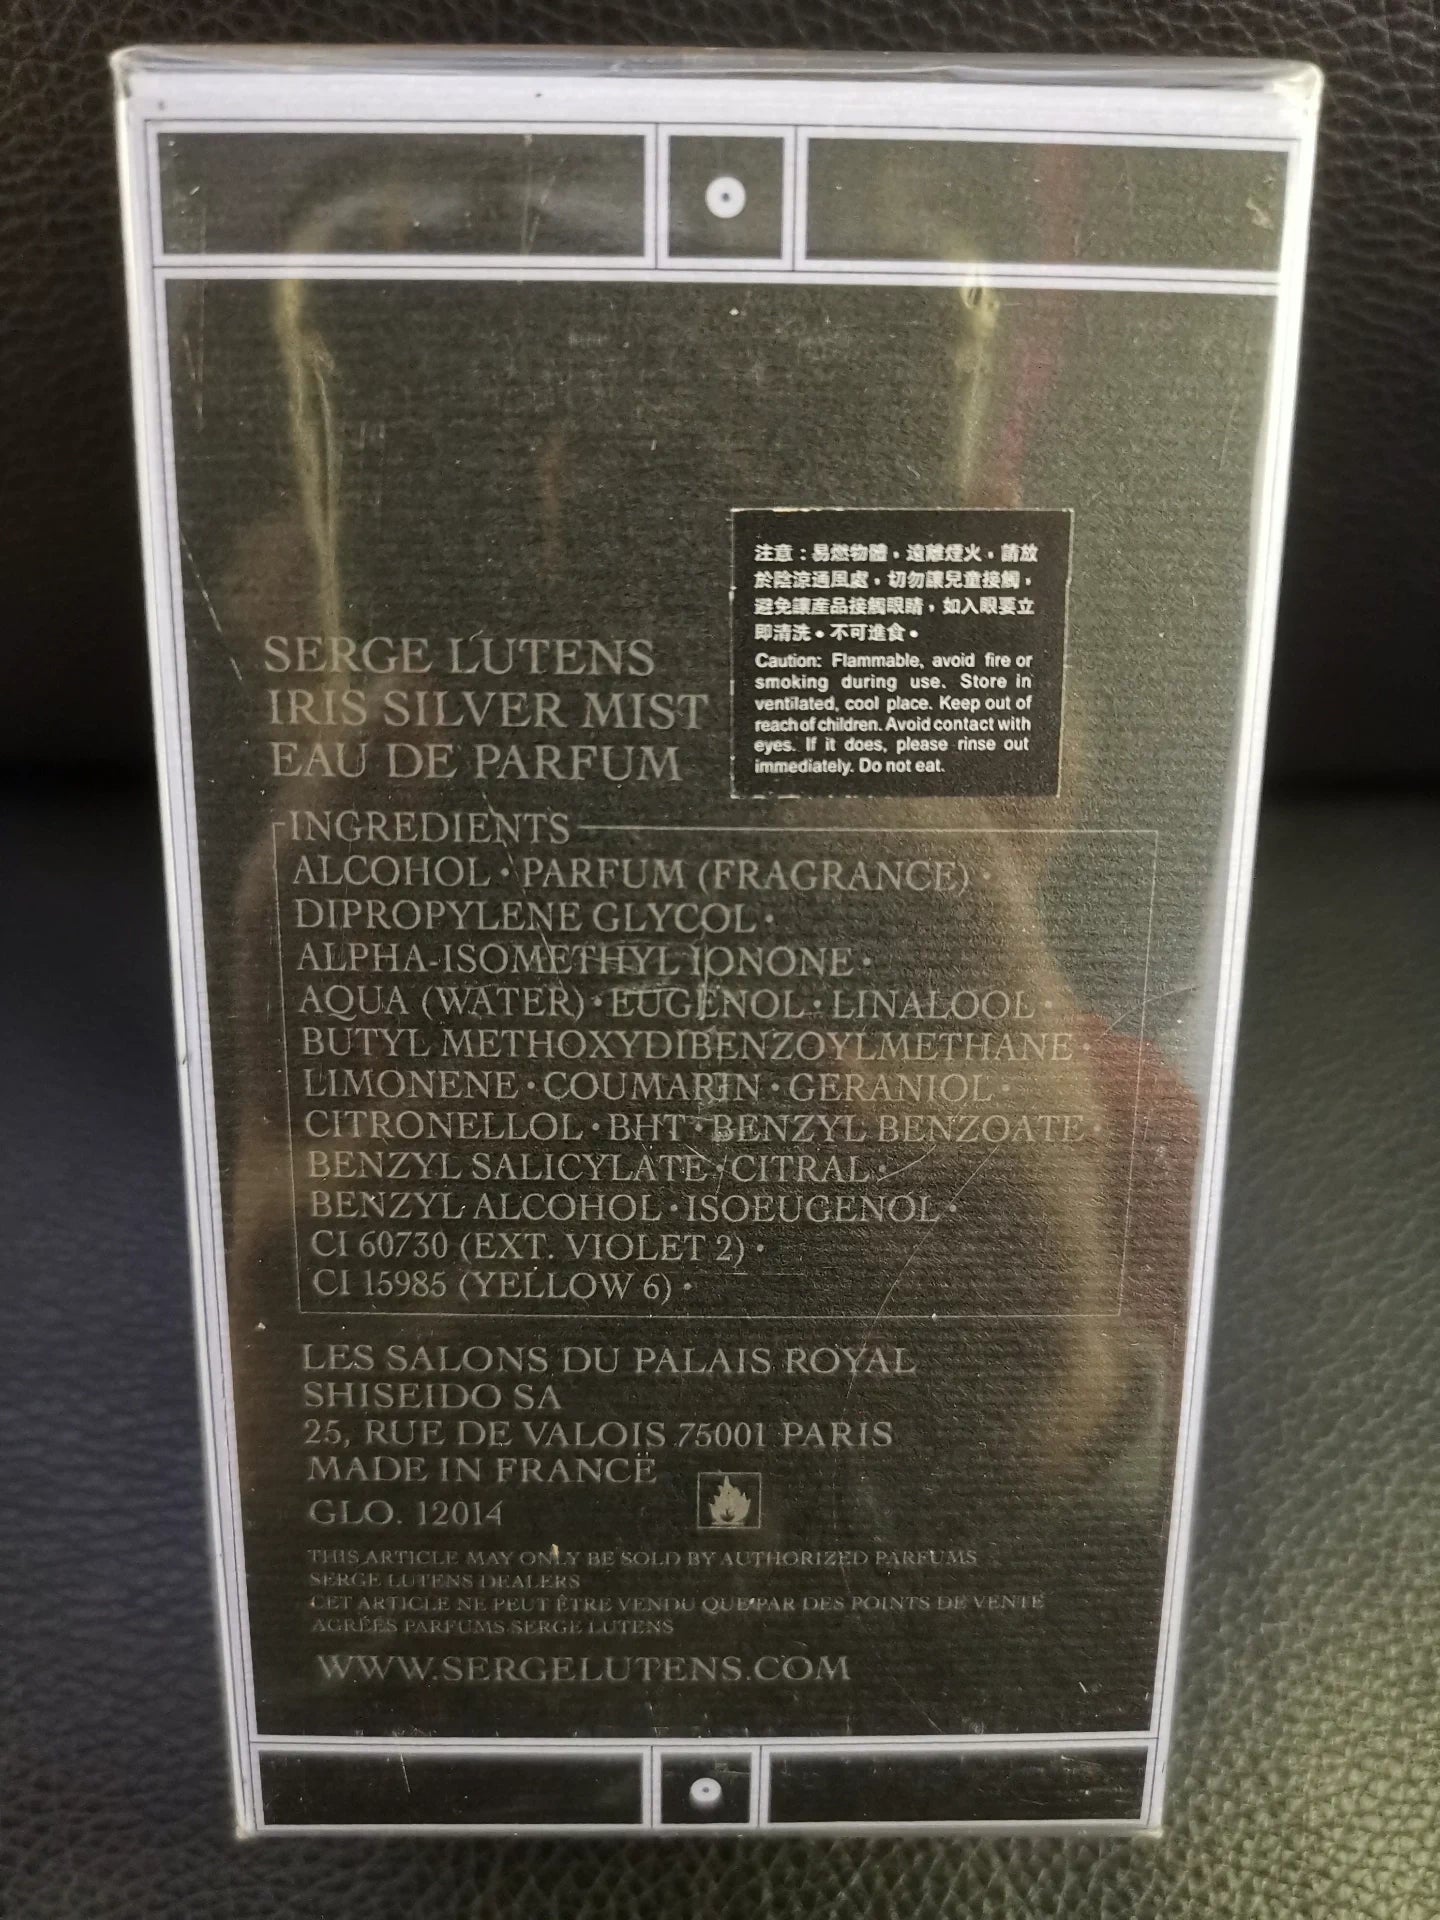 注意：易燃物體，遠離煙火，請放
於陰涼通風處，切勿讓兒童接觸，
避免讓產品接觸眼睛，如入眼要立
即清洗。不可進食。
Caution: Flammable, avoid fire or
smoking during use. Store in
ventilated, cool place. Keep out of
reach of children. Avoid contact with
eyes. If it does, please rinse out
immediately. Do not eat.
SERGE LUTENS
IRIS SILVER MIST
EAU DE PARFUM
INGREDIENTS
ALCOHOL • PARFUM (FRAGRANCE) •
DIPROPYLENE GLYCOL •
ALPHA-ISOMETHYL IONONE •
AQUA (WATER) • EUGENOL • LINALOOL •
BUTYL METHOXYDIBENZOYLMETHANE •
LIMONENE • COUMARIN • GERANIOL •
CITRONELLOL • BHT • BENZYL BENZOATE •
BENZYL SALICYLATE • CITRAL •
BENZYL ALCOHOL • ISOEUGENOL •
CI 60730 (EXT. VIOLET 2) •
CI 15985 (YELLOW 6) •
LES SALONS DU PALAIS ROYAL
SHISEIDO SA
25, RUE DE VALOIS 75001 PARIS
MADE IN FRANCE
GLO. 12014
THIS ARTICLE MAY ONLY BE SOLD BY AUTHORIZED PARFUMS
SERGE LUTENS DEALERS
CET ARTICLE NE PEUT ÊTRE VENDU QUE PAR DES POINTS DE VENTE
AGRÉÉS PARFUMS SERGE LUTENS
WWW.SERGELUTENS.COM